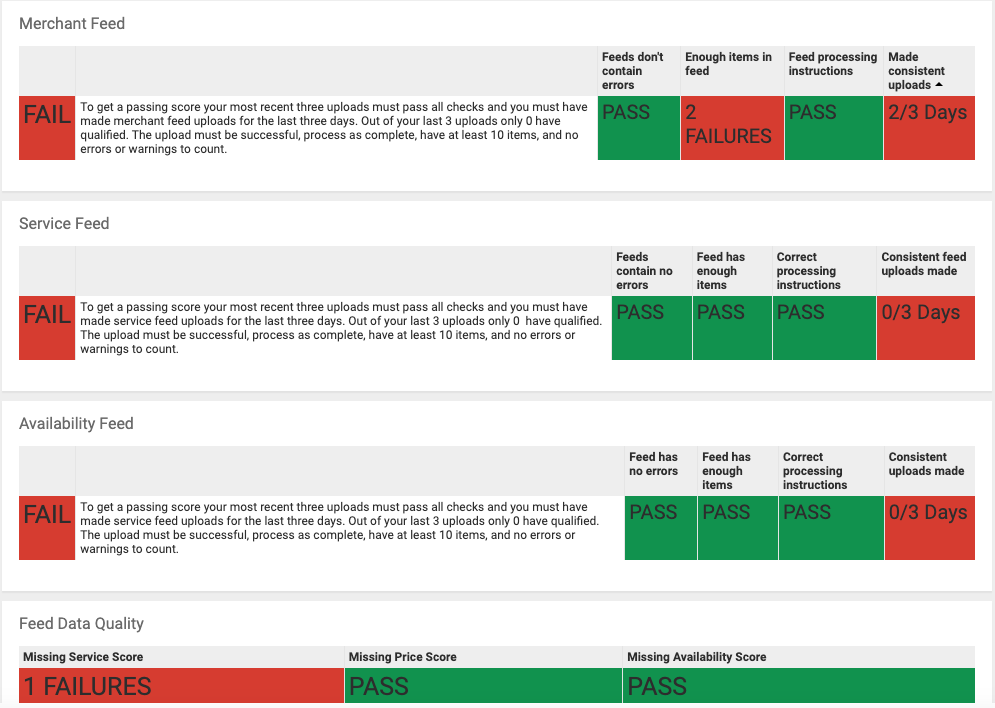 Merchant Feed
Feeds don't contain errors
Enough items in feed
Feed processing instructions
Made consistent uploads
FAIL
To get a passing score your most recent three uploads must pass all checks and you must have
made merchant feed uploads for the last three days. Out of your last 3 uploads only 0 have
qualified. The upload must be successful, process as complete, have at least 10 items, and no
errors or warnings to count.
PASS
2 FAILURES
PASS
2/3 Days
Service Feed
Feeds contain no errors
Feed has enough items
Correct processing instructions
Consistent feed uploads made
FAIL
To get a passing score your most recent three uploads must pass all checks and you must have
made service feed uploads for the last three days. Out of your last 3 uploads only 0 have qualified.
The upload must be successful, process as complete, have at least 10 items, and no errors or
warnings to count.
PASS
PASS
PASS
0/3 Days
Availability Feed
Feed has no errors
Feed has enough items
Correct processing instructions
Consistent uploads made
FAIL
To get a passing score your most recent three uploads must pass all checks and you must have
made service feed uploads for the last three days. Out of your last 3 uploads only 0 have qualified.
The upload must be successful, process as complete, have at least 10 items, and no errors or
warnings to count.
PASS
PASS
PASS
0/3 Days
Feed Data Quality
Missing Service Score
Missing Price Score
Missing Availability Score
1 FAILURES
PASS
PASS